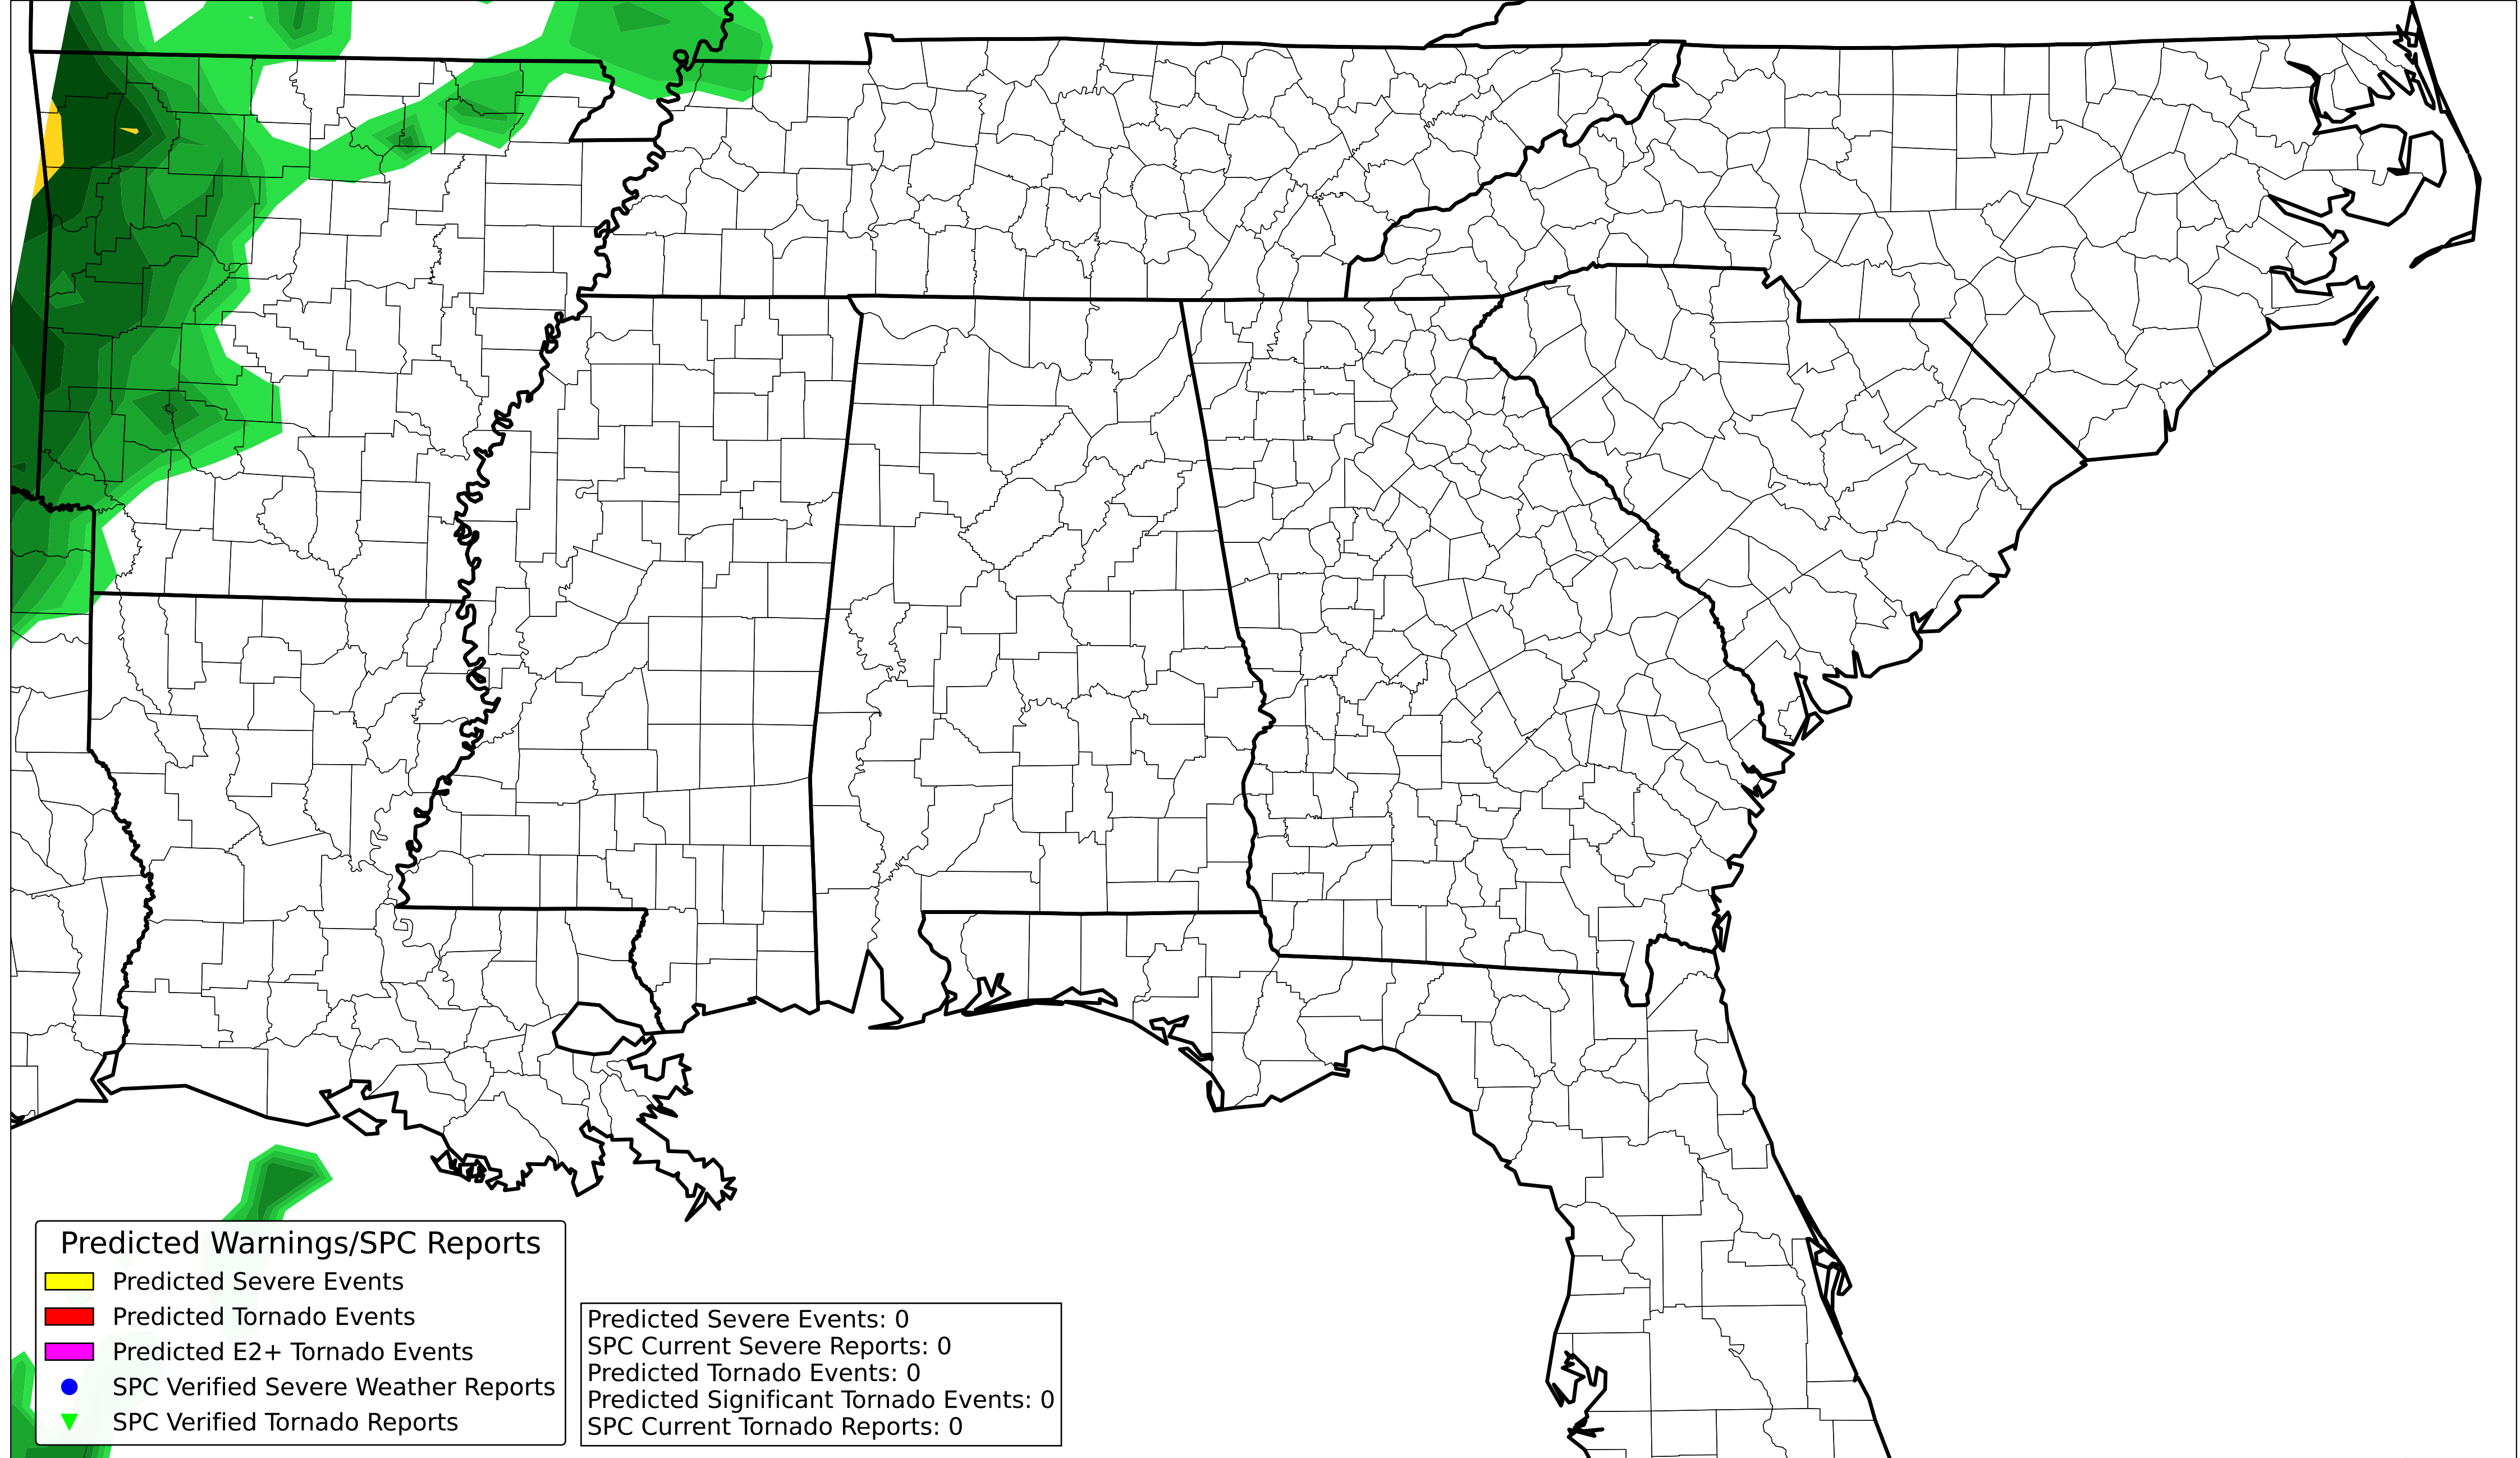 Predicted Warnings/SPC Reports
Predicted Severe Events
Predicted Tornado Events
Predicted E2+ Tornado Events
SPC Verified Severe Weather Reports
SPC Verified Tornado Reports
Predicted Severe Events: 0
SPC Current Severe Reports: 0
Predicted Tornado Events: 0
Predicted Significant Tornado Events: 0
SPC Current Tornado Reports: 0